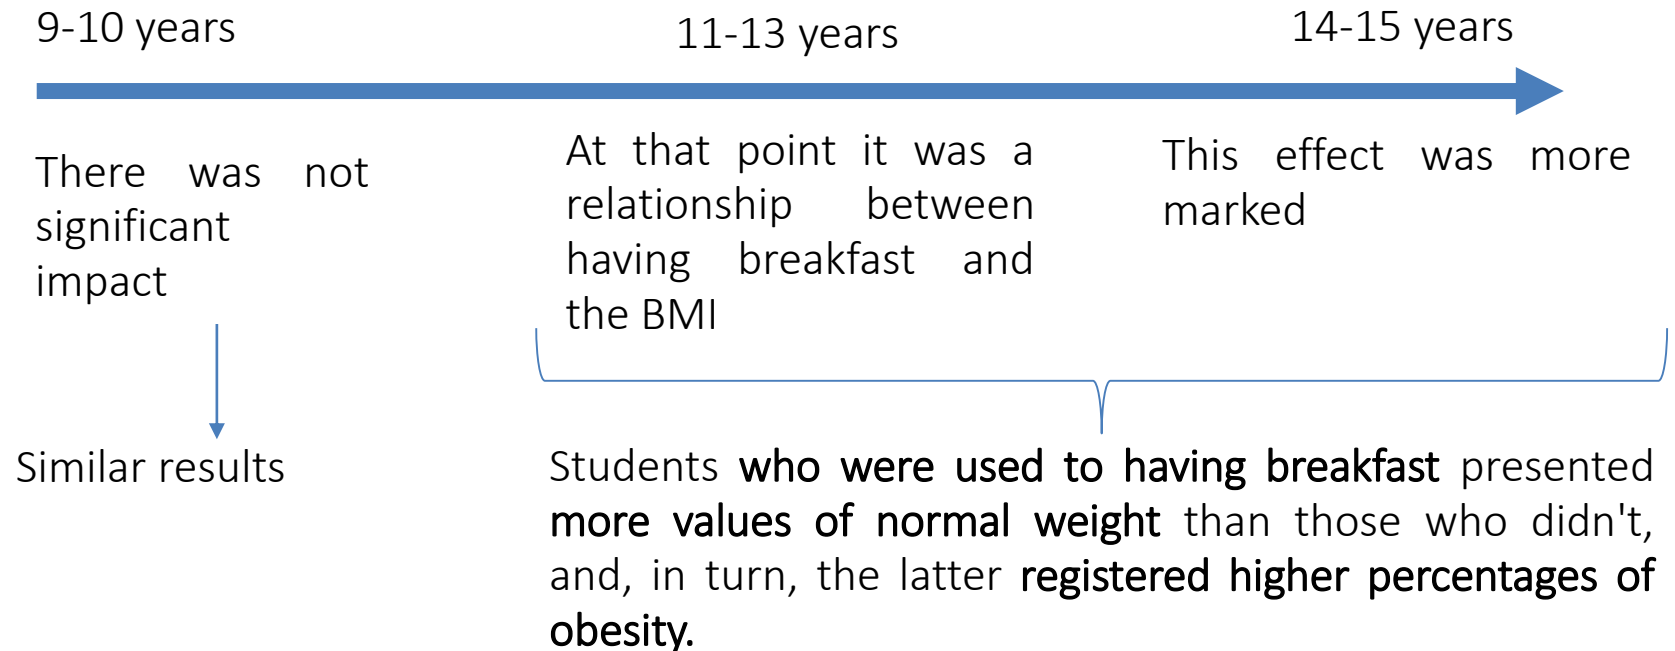 9-10 years
11-13 years
14-15 years
There was not
significant
impact
At that point it was a
relationship between
having breakfast and
the BMI
This effect was more
marked
Similar results
Students who were used to having breakfast presented
more values of normal weight than those who didn't,
and, in turn, the latter registered higher percentages of
obesity.